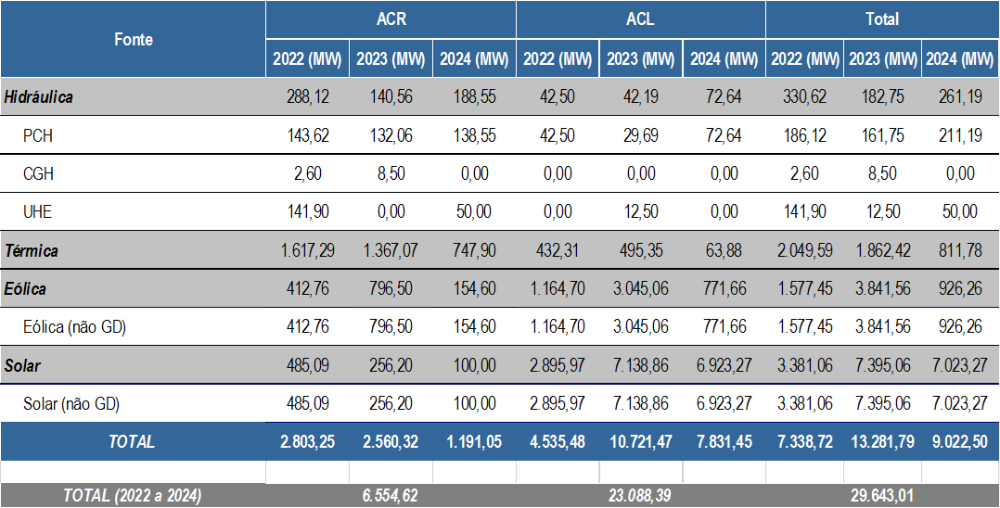 Fonte ACR ACL Total
2022 (MW) 2023 (MW) 2024 (MW) 2022 (MW) 2023 (MW) 2024 (MW) 2022 (MW) 2023 (MW) 2024 (MW)
Hidráulica 288,12 140,56 188,55 42,50 42,19 72,64 330,62 182,75 261,19
PCH 143,62 132,06 138,55 42,50 29,69 72,64 186,12 161,75 211,19
CGH 2,60 8,50 0,00 0,00 0,00 0,00 2,60 8,50 0,00
UHE 141,90 0,00 50,00 0,00 12,50 0,00 141,90 12,50 50,00
Térmica 1.617,29 1.367,07 747,90 432,31 495,35 63,88 2.049,59 1.862,42 811,78
Eólica 412,76 796,50 154,60 1.164,70 3.045,06 771,66 1.577,45 3.841,56 926,26
Eólica (não GD) 412,76 796,50 154,60 1.164,70 3.045,06 771,66 1.577,45 3.841,56 926,26
Solar 485,09 256,20 100,00 2.895,97 7.138,86 6.923,27 3.381,06 7.395,06 7.023,27
Solar (não GD) 485,09 256,20 100,00 2.895,97 7.138,86 6.923,27 3.381,06 7.395,06 7.023,27
TOTAL 2.803,25 2.560,32 1.191,05 4.535,48 10.721,47 7.831,45 7.338,72 13.281,79 9.022,50
TOTAL (2022 a 2024) 6.554,62 23.088,39 29.643,01